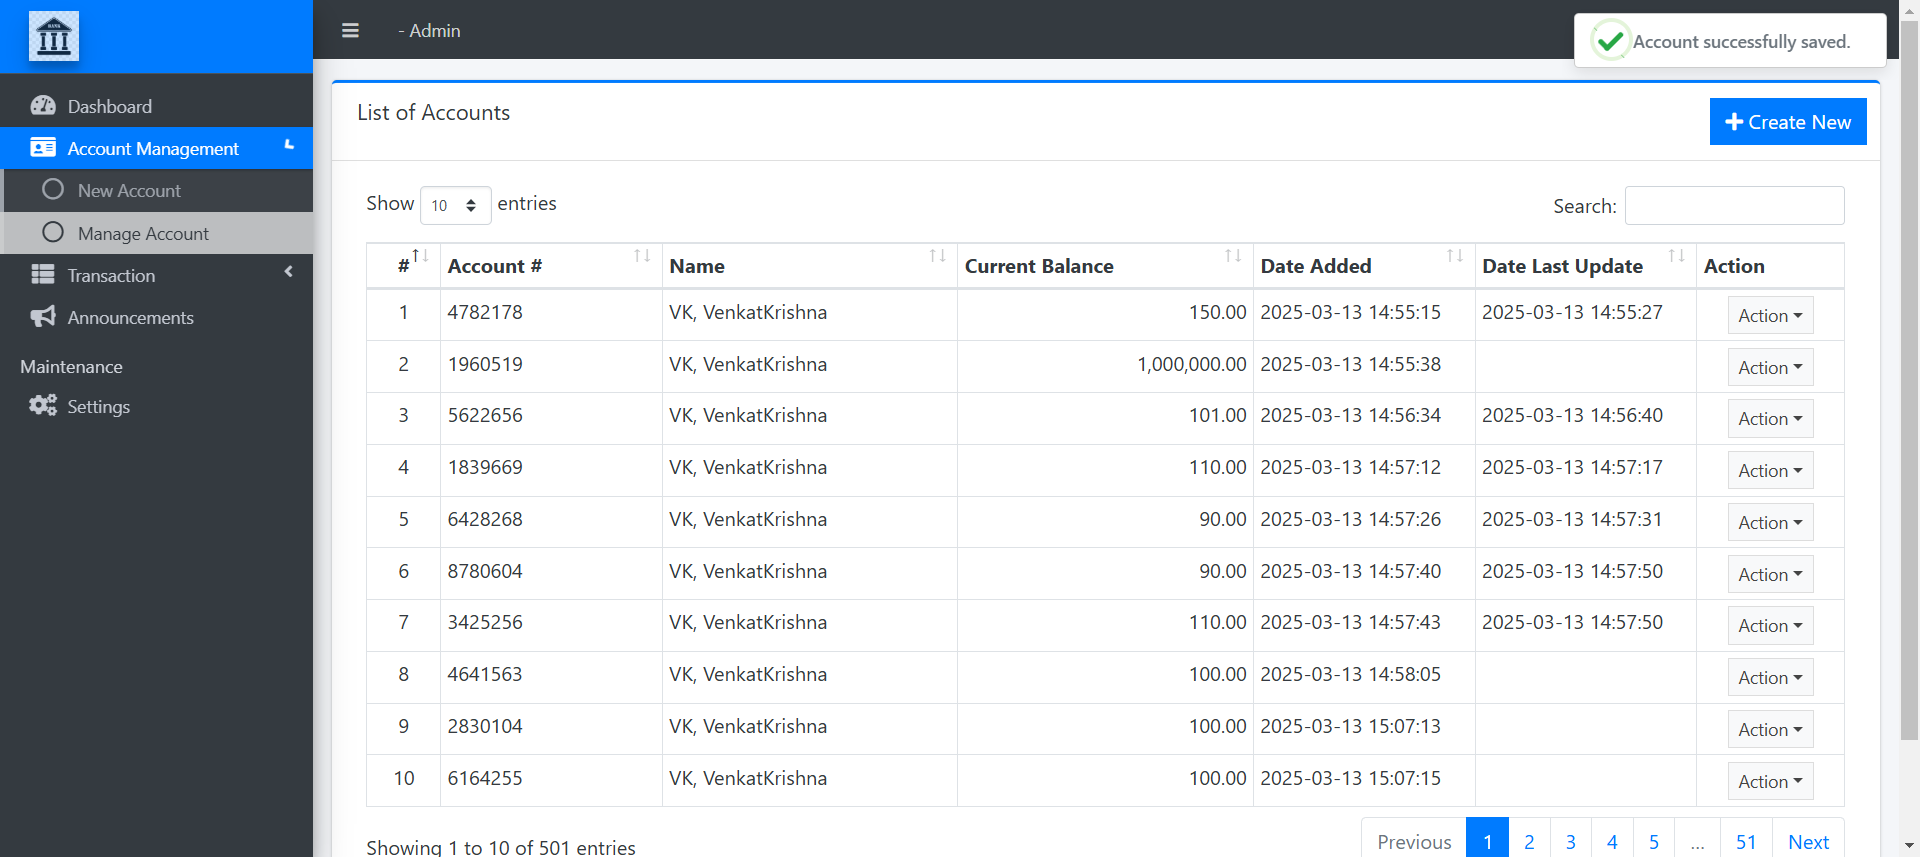 BANK
- Admin
Account successfully saved.
Dashboard
Account Management
New Account
Manage Account
Transaction
Announcements
Maintenance
Settings
List of Accounts
Create New
Show 10 entries
Search:
# Account # Name Current Balance Date Added Date Last Update Action
1 4782178 VK, VenkatKrishna 150.00 2025-03-13 14:55:15 2025-03-13 14:55:27 Action
2 1960519 VK, VenkatKrishna 1,000,000.00 2025-03-13 14:55:38 Action
3 5622656 VK, VenkatKrishna 101.00 2025-03-13 14:56:34 2025-03-13 14:56:40 Action
4 1839669 VK, VenkatKrishna 110.00 2025-03-13 14:57:12 2025-03-13 14:57:17 Action
5 6428268 VK, VenkatKrishna 90.00 2025-03-13 14:57:26 2025-03-13 14:57:31 Action
6 8780604 VK, VenkatKrishna 90.00 2025-03-13 14:57:40 2025-03-13 14:57:50 Action
7 3425256 VK, VenkatKrishna 110.00 2025-03-13 14:57:43 2025-03-13 14:57:50 Action
8 4641563 VK, VenkatKrishna 100.00 2025-03-13 14:58:05 Action
9 2830104 VK, VenkatKrishna 100.00 2025-03-13 15:07:13 Action
10 6164255 VK, VenkatKrishna 100.00 2025-03-13 15:07:15 Action
Showing 1 to 10 of 501 entries
Previous 1 2 3 4 5 ... 51 Next